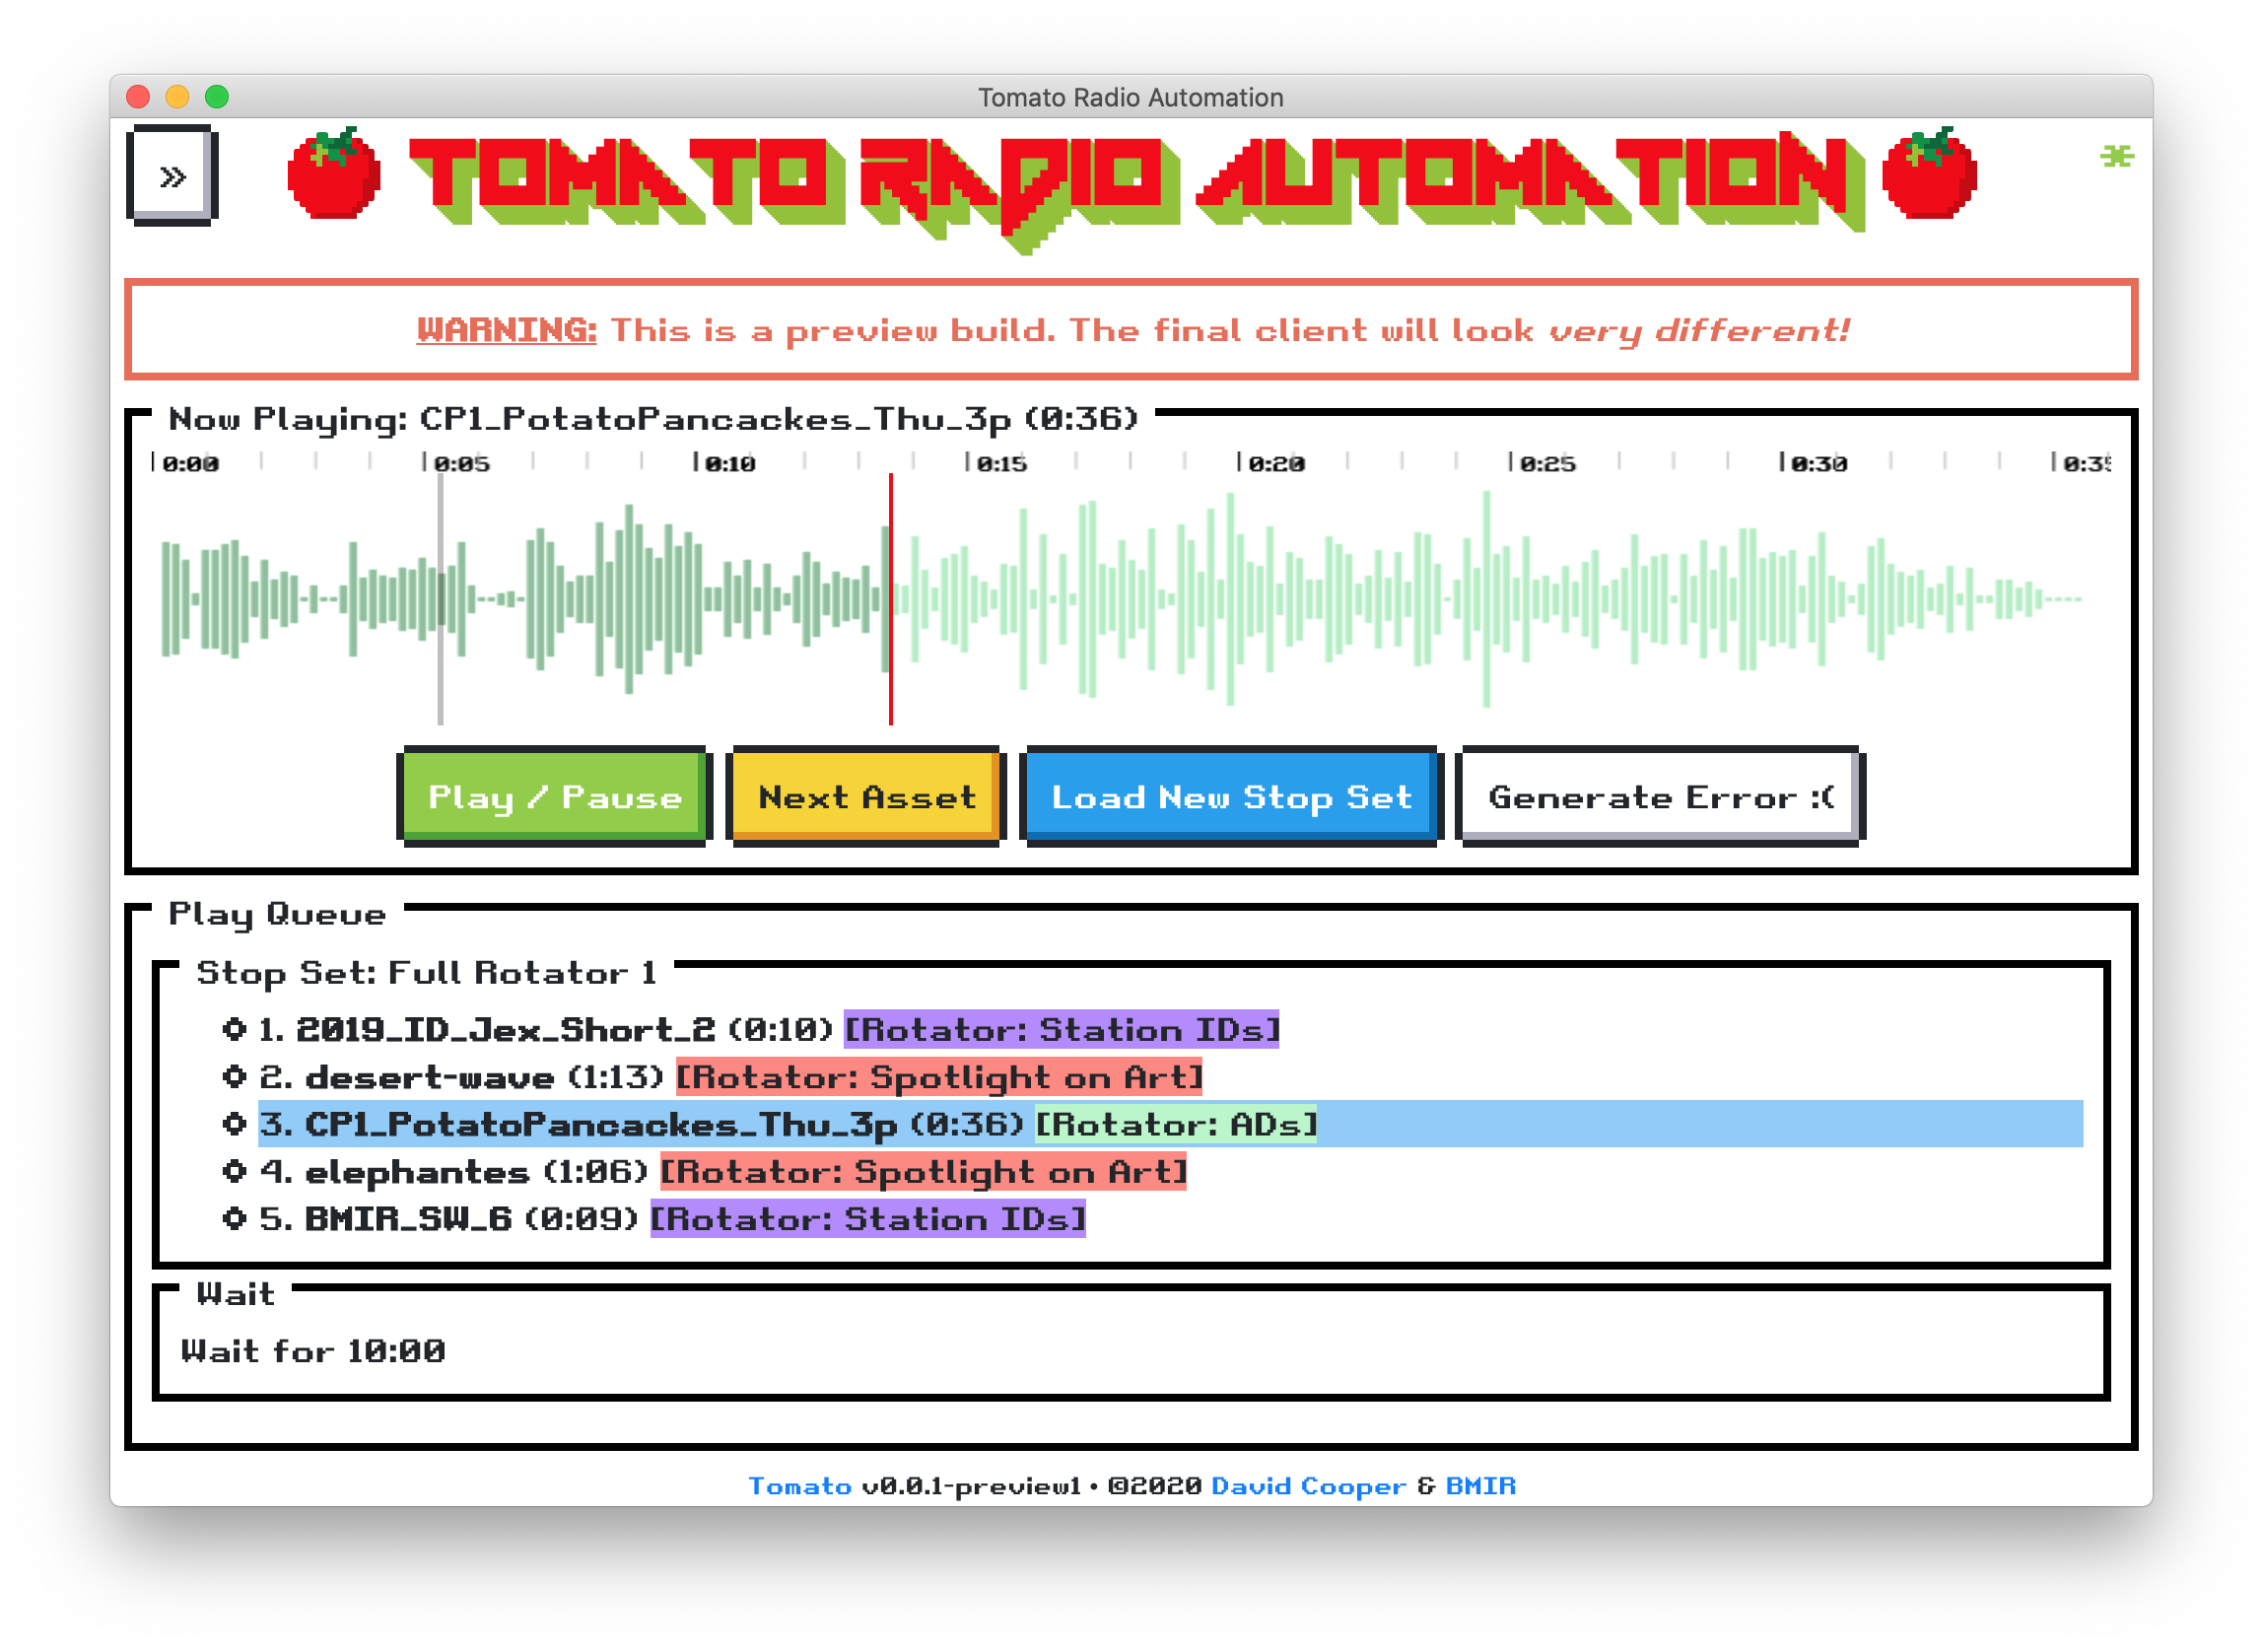 Tomato Radio Automation
»
TOMATO RADIO AUTOMATION
WARNING: This is a preview build. The final client will look very different!
Now Playing: CP1_PotatoPancackes_Thu_3p (0:36)
0:00 0:05 0:10 0:15 0:20 0:25 0:30 0:35
Play / Pause Next Asset Load New Stop Set Generate Error :(
Play Queue
Stop Set: Full Rotator 1
1. 2019_ID_Jex_Short_2 (0:10) [Rotator: Station IDs]
2. desert-wave (1:13) [Rotator: Spotlight on Art]
3. CP1_PotatoPancackes_Thu_3p (0:36) [Rotator: ADs]
4. elephantes (1:06) [Rotator: Spotlight on Art]
5. BMIR_SW_6 (0:09) [Rotator: Station IDs]
Wait
Wait for 10:00
Tomato v0.0.1-preview1 • ©2020 David Cooper & BMIR